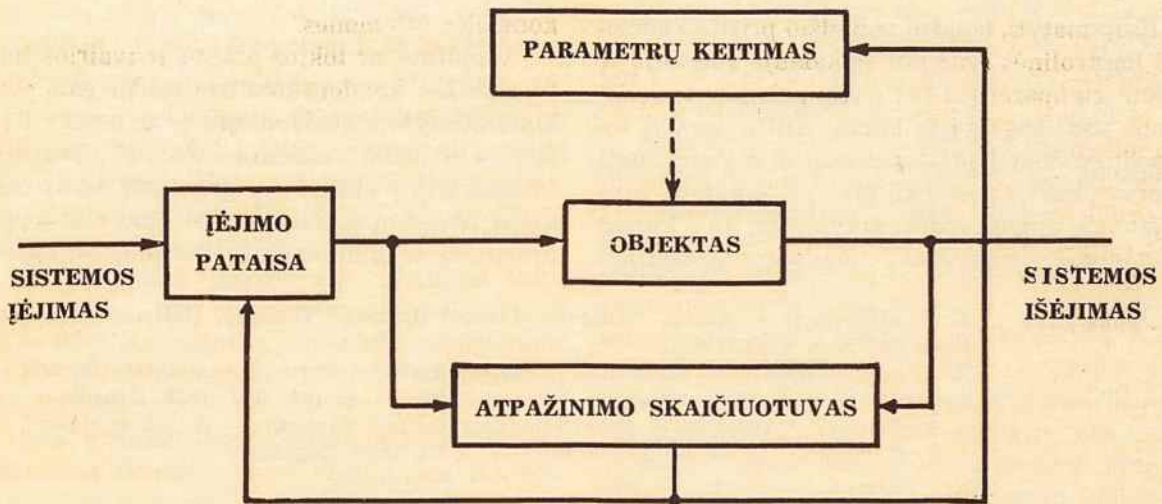 PARAMETRŲ KEITIMAS
ĮĖJIMO
PATAISA
OBJEKTAS
SISTEMOS
ĮĖJIMAS
SISTEMOS
IŠĖJIMAS
ATPAŽINIMO SKAIČIUOTUVAS